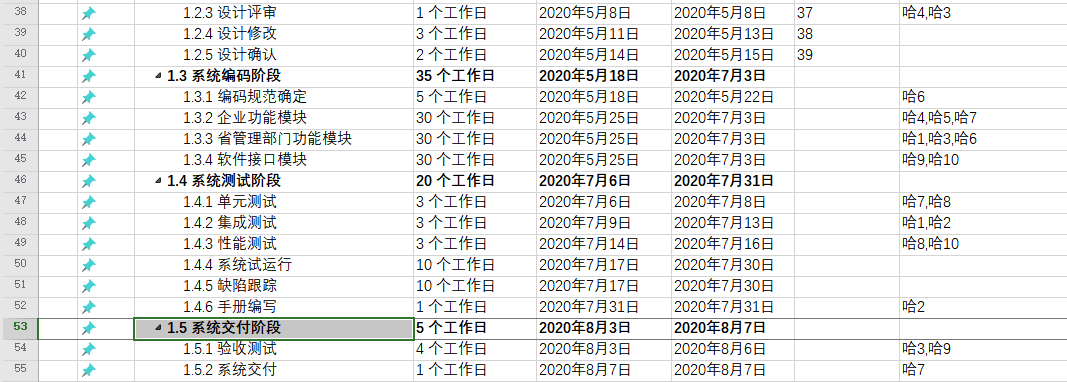 38 1.2.3 设计评审 1 个工作日 2020年5月8日 2020年5月8日 37 哈4,哈3
39 1.2.4 设计修改 3 个工作日 2020年5月11日 2020年5月13日 38
40 1.2.5 设计确认 2 个工作日 2020年5月14日 2020年5月15日 39
41 1.3 系统编码阶段 35 个工作日 2020年5月18日 2020年7月3日
42 1.3.1 编码规范确定 5 个工作日 2020年5月18日 2020年5月22日 哈6
43 1.3.2 企业功能模块 30 个工作日 2020年5月25日 2020年7月3日 哈4,哈5,哈7
44 1.3.3 省管理部门功能模块 30 个工作日 2020年5月25日 2020年7月3日 哈1,哈3,哈6
45 1.3.4 软件接口模块 30 个工作日 2020年5月25日 2020年7月3日 哈9,哈10
46 1.4 系统测试阶段 20 个工作日 2020年7月6日 2020年7月31日
47 1.4.1 单元测试 3 个工作日 2020年7月6日 2020年7月8日 哈7,哈8
48 1.4.2 集成测试 3 个工作日 2020年7月9日 2020年7月13日 哈1,哈2
49 1.4.3 性能测试 3 个工作日 2020年7月14日 2020年7月16日 哈8,哈10
50 1.4.4 系统试运行 10 个工作日 2020年7月17日 2020年7月30日
51 1.4.5 缺陷跟踪 10 个工作日 2020年7月17日 2020年7月30日
52 1.4.6 手册编写 1 个工作日 2020年7月31日 2020年7月31日 哈2
53 1.5 系统交付阶段 5 个工作日 2020年8月3日 2020年8月7日
54 1.5.1 验收测试 4 个工作日 2020年8月3日 2020年8月6日 哈3,哈9
55 1.5.2 系统交付 1 个工作日 2020年8月7日 2020年8月7日 哈7